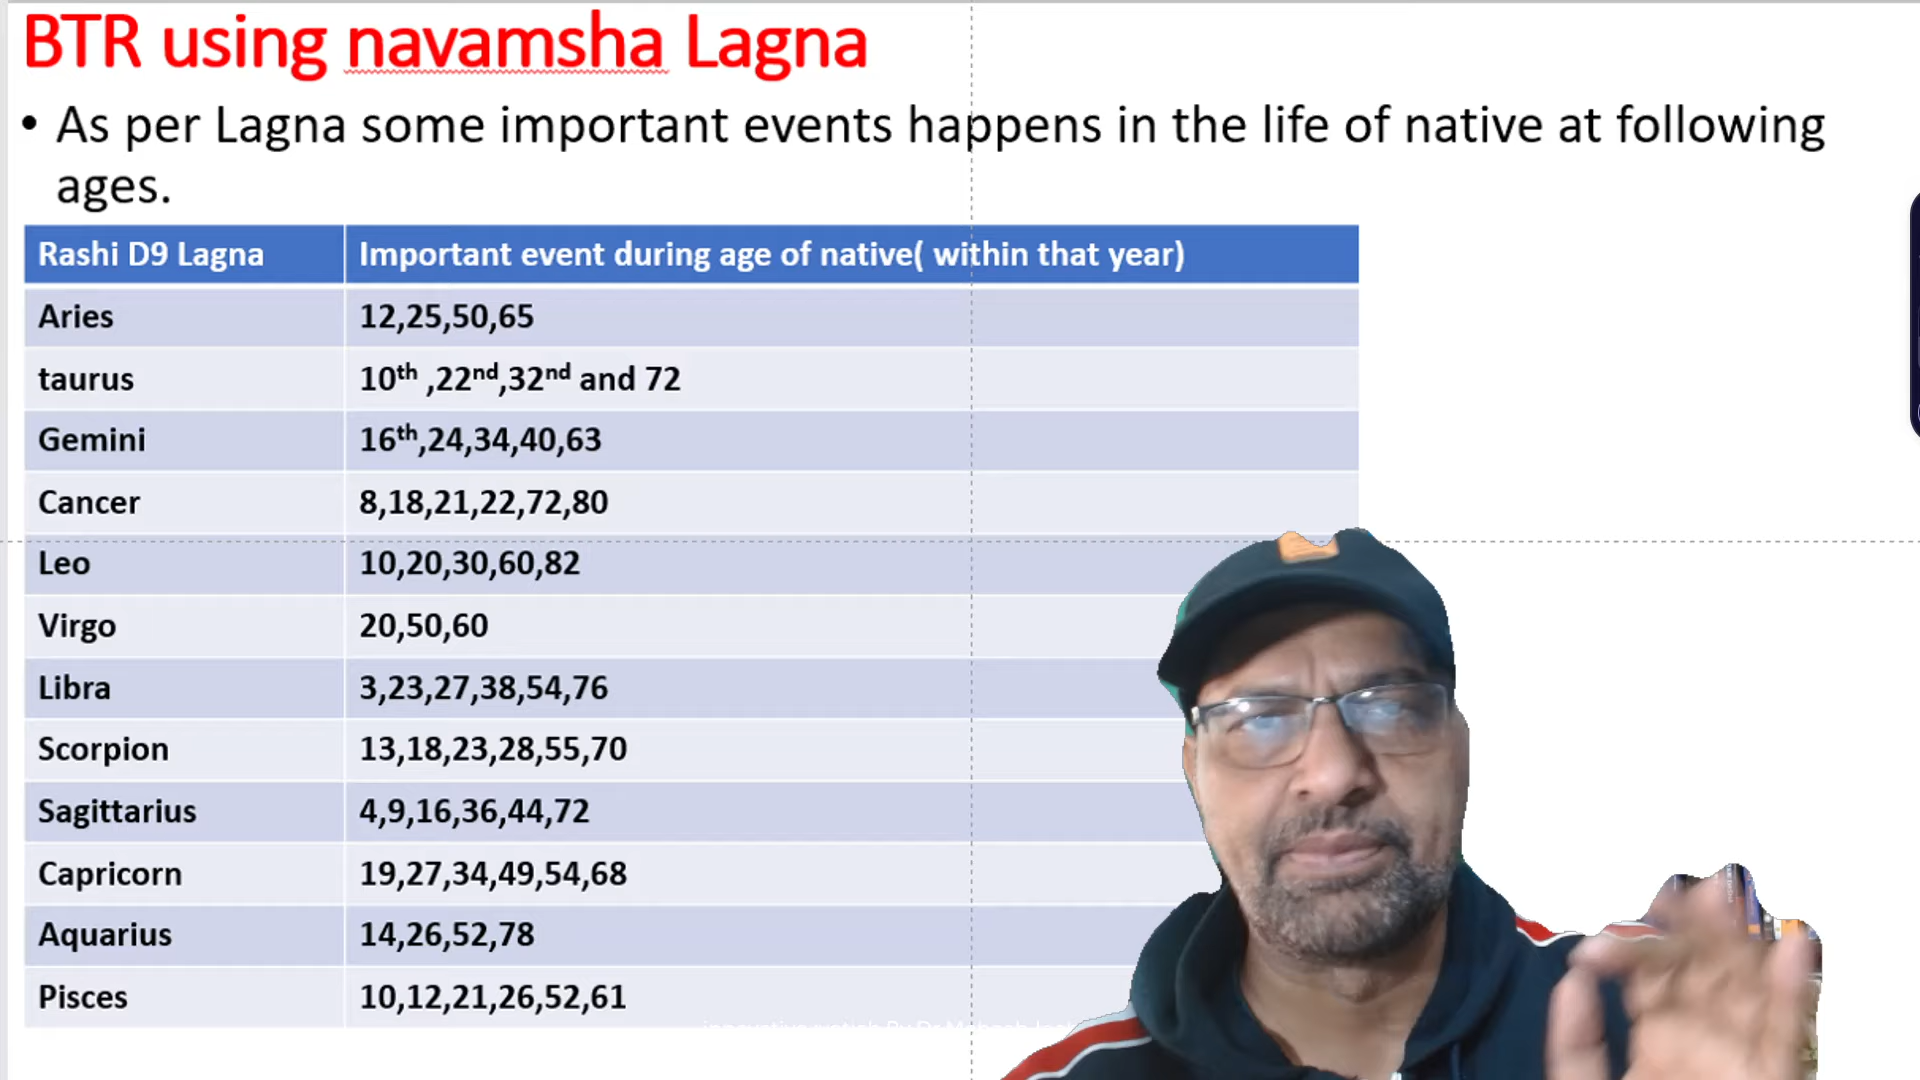 BTR using navamsha Lagna
• As per Lagna some important events happens in the life of native at following
ages.
Rashi D9 Lagna Important event during age of native( within that year)
Aries 12,25,50,65
taurus 10th ,22nd,32nd and 72
Gemini 16th,24,34,40,63
Cancer 8,18,21,22,72,80
Leo 10,20,30,60,82
Virgo 20,50,60
Libra 3,23,27,38,54,76
Scorpion 13,18,23,28,55,70
Sagittarius 4,9,16,36,44,72
Capricorn 19,27,34,49,54,68
Aquarius 14,26,52,78
Pisces 10,12,21,26,52,61
By Dr